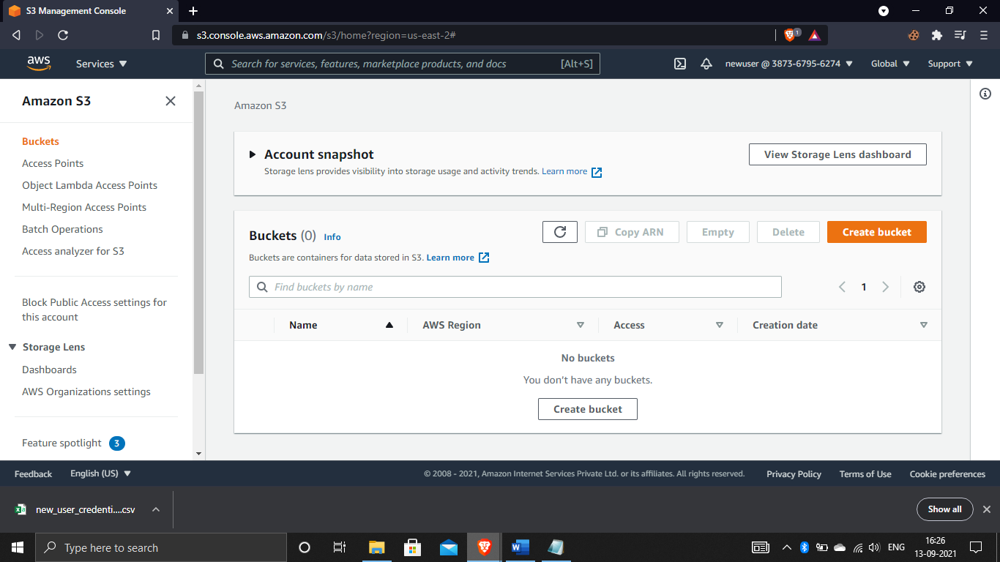 S3 Management Console
s3.console.aws.amazon.com/s3/home?region=us-east-2#
1
aws
Services
Search for services, features, marketplace products, and docs
[Alt+S]
newuser @ 3873-6795-6274
Global
Support
Amazon S3
Buckets
Access Points
Object Lambda Access Points
Multi-Region Access Points
Batch Operations
Access analyzer for S3
Block Public Access settings for
this account
Storage Lens
Dashboards
AWS Organizations settings
Feature spotlight 3
Amazon S3
Account snapshot
View Storage Lens dashboard
Storage lens provides visibility into storage usage and activity trends. Learn more
Buckets (0) Info
Copy ARN
Empty
Delete
Create bucket
Buckets are containers for data stored in S3. Learn more
Find buckets by name
1
Name
AWS Region
Access
Creation date
No buckets
You don't have any buckets.
Create bucket
Feedback
English (US)
© 2008 - 2021, Amazon Internet Services Private Ltd. or its affiliates. All rights reserved.
Privacy Policy
Terms of Use
Cookie preferences
new_user_credenti....csv
Show all
Type here to search
ENG
16:26
13-09-2021